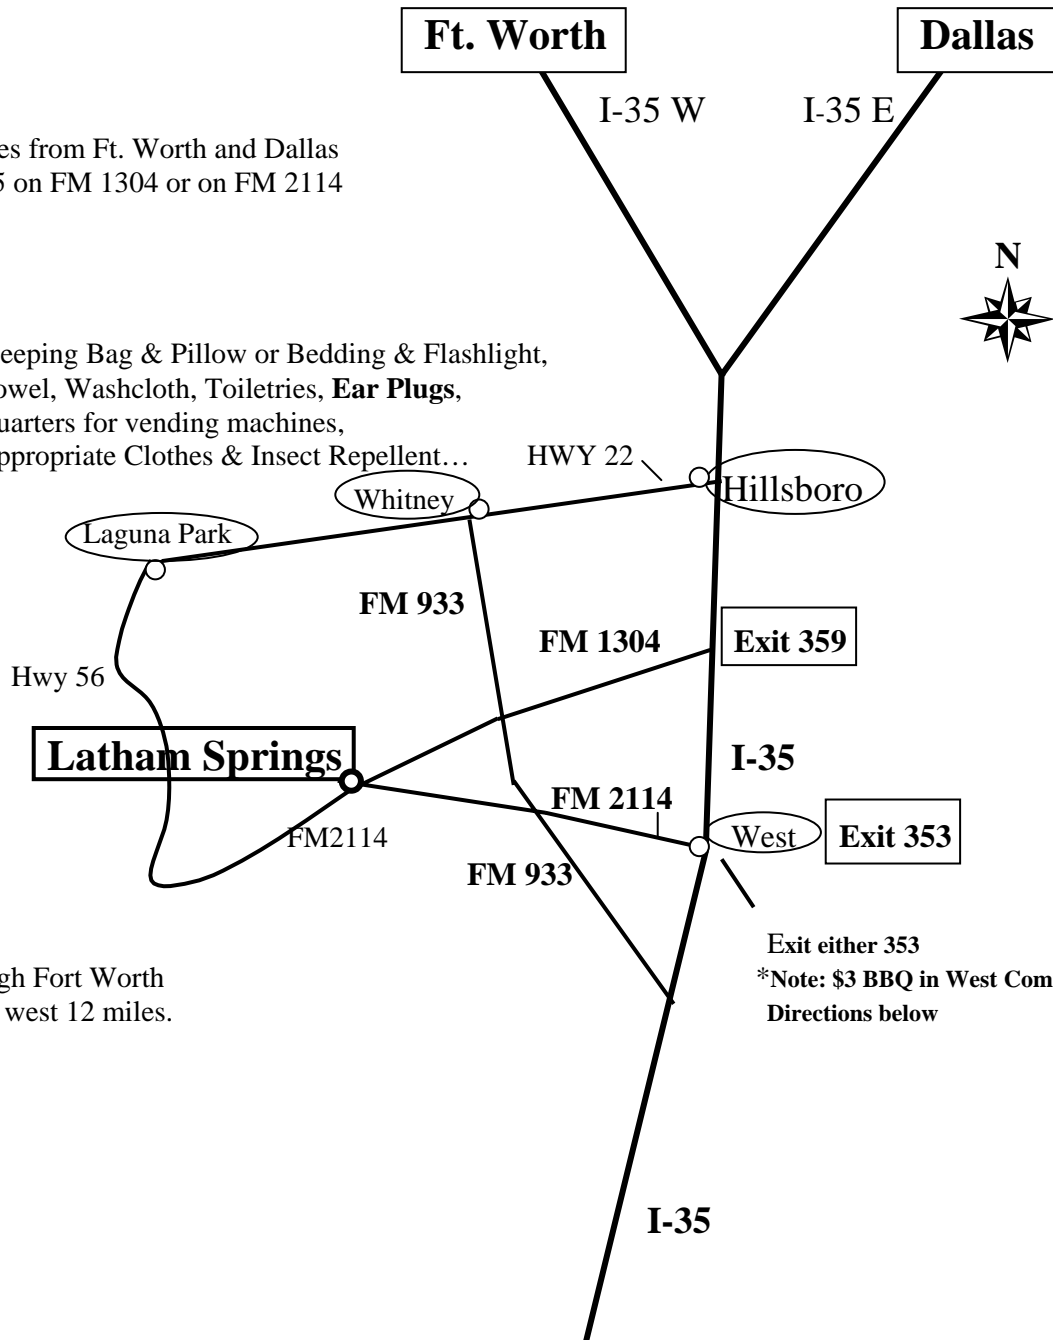 Ft. Worth
Dallas
I-35 W
I-35 E
es from Ft. Worth and Dallas
5 on FM 1304 or on FM 2114
N
eeping Bag & Pillow or Bedding & Flashlight,
owel, Washcloth, Toiletries, Ear Plugs,
uarters for vending machines,
ppropriate Clothes & Insect Repellent…
HWY 22
Hillsboro
Whitney
Laguna Park
FM 933
FM 1304
Exit 359
Hwy 56
Latham Springs
I-35
FM 2114
West
Exit 353
FM2114
FM 933
Exit either 353
*Note: $3 BBQ in West Com
Directions below
gh Fort Worth
west 12 miles.
I-35